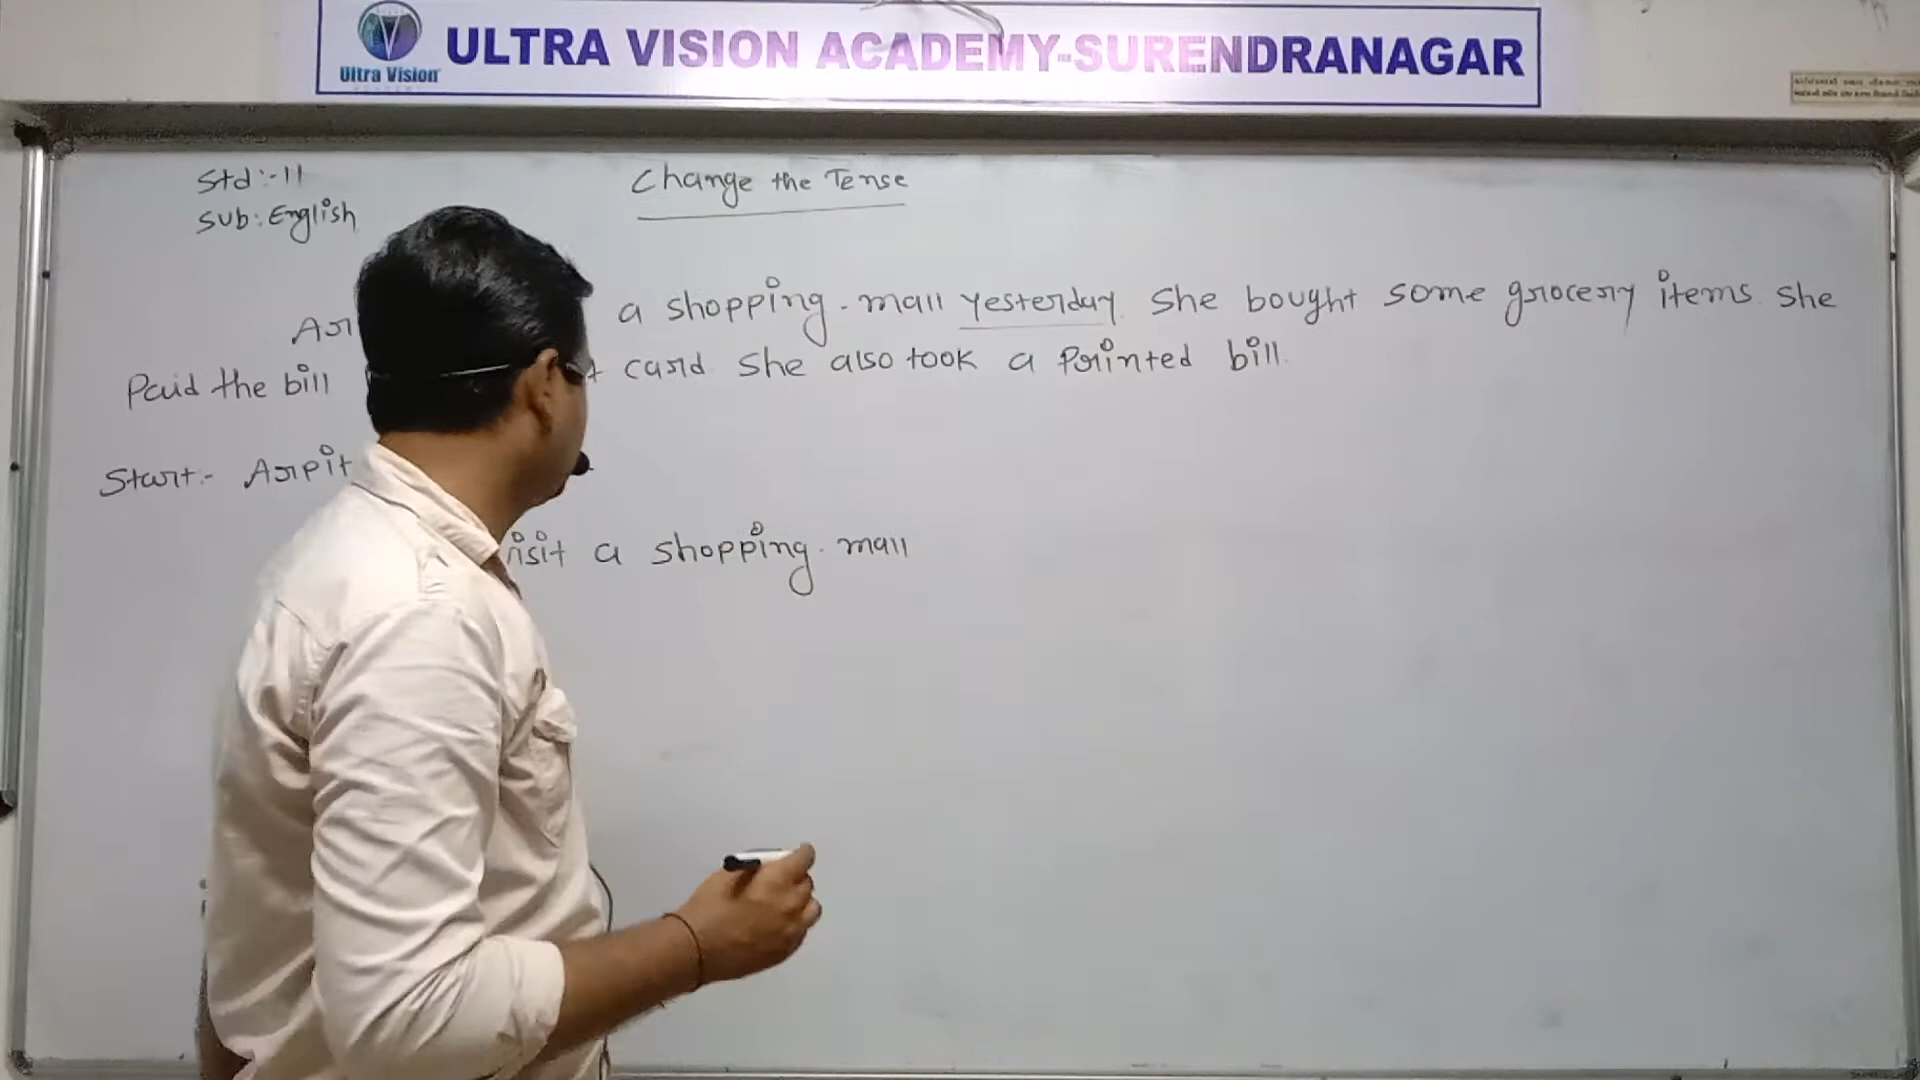 Ultra Vision
ULTRA VISION ACADEMY-SURENDRANAGAR
Std:-11
Sub: English
Change the Tense
a shopping-mall yesterday. She bought some grocery items. She
Paid the bill card. She also took a Printed bill.
Start:- Arpit
visit a shopping-mall